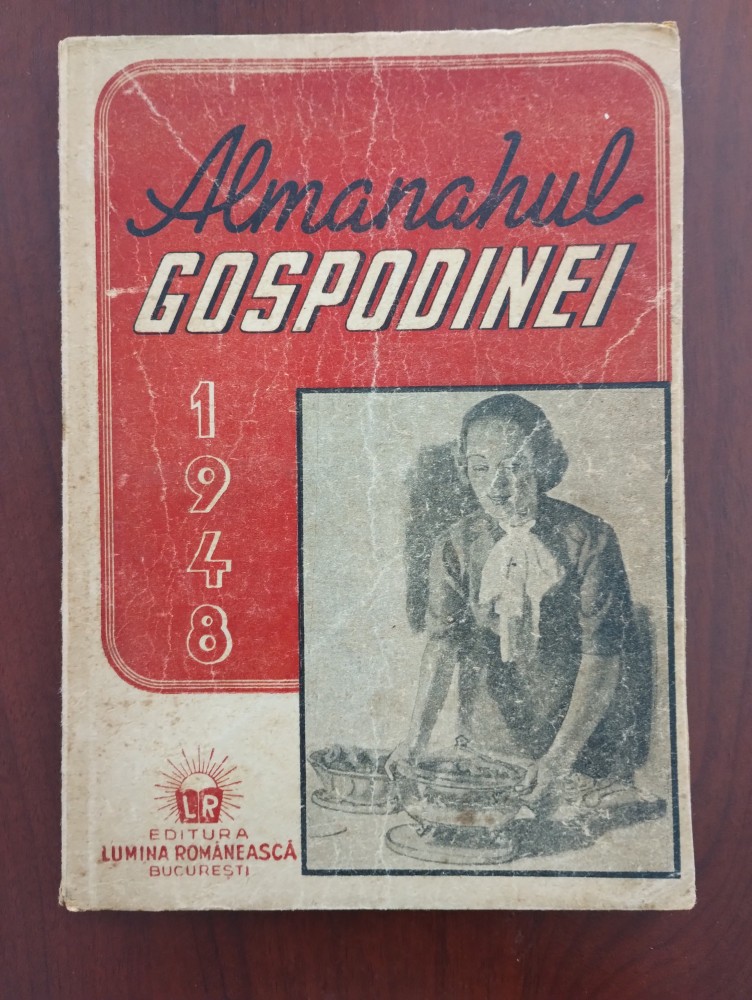 Almanahul
GOSPODINEI
1
9
4
8
LR
EDITURA
LUMINA ROMÂNEASCĂ
BUCUREȘTI